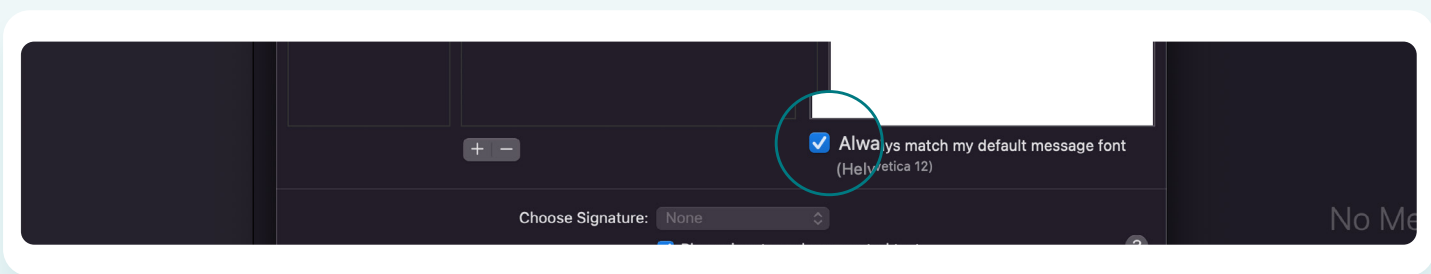 + −
Always match my default message font
(Helvetica 12)
Choose Signature: None
No Me